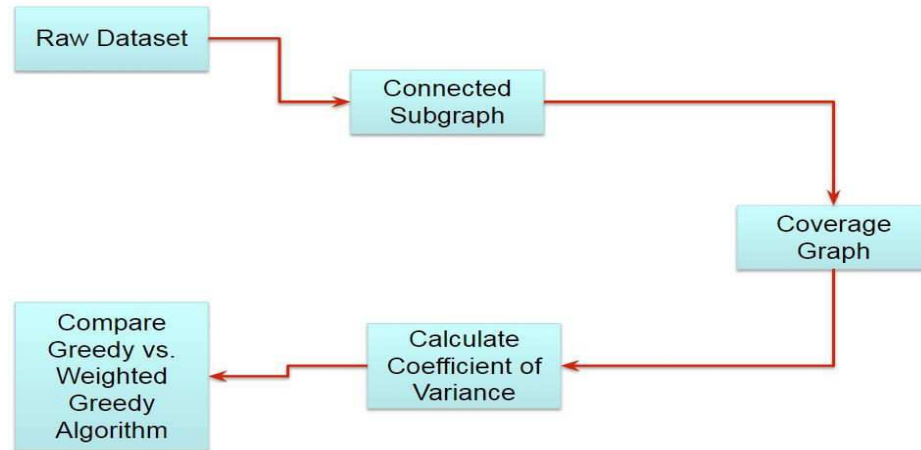 Raw Dataset
Connected
Subgraph
Coverage
Graph
Calculate
Coefficient of
Variance
Compare
Greedy vs.
Weighted
Greedy
Algorithm